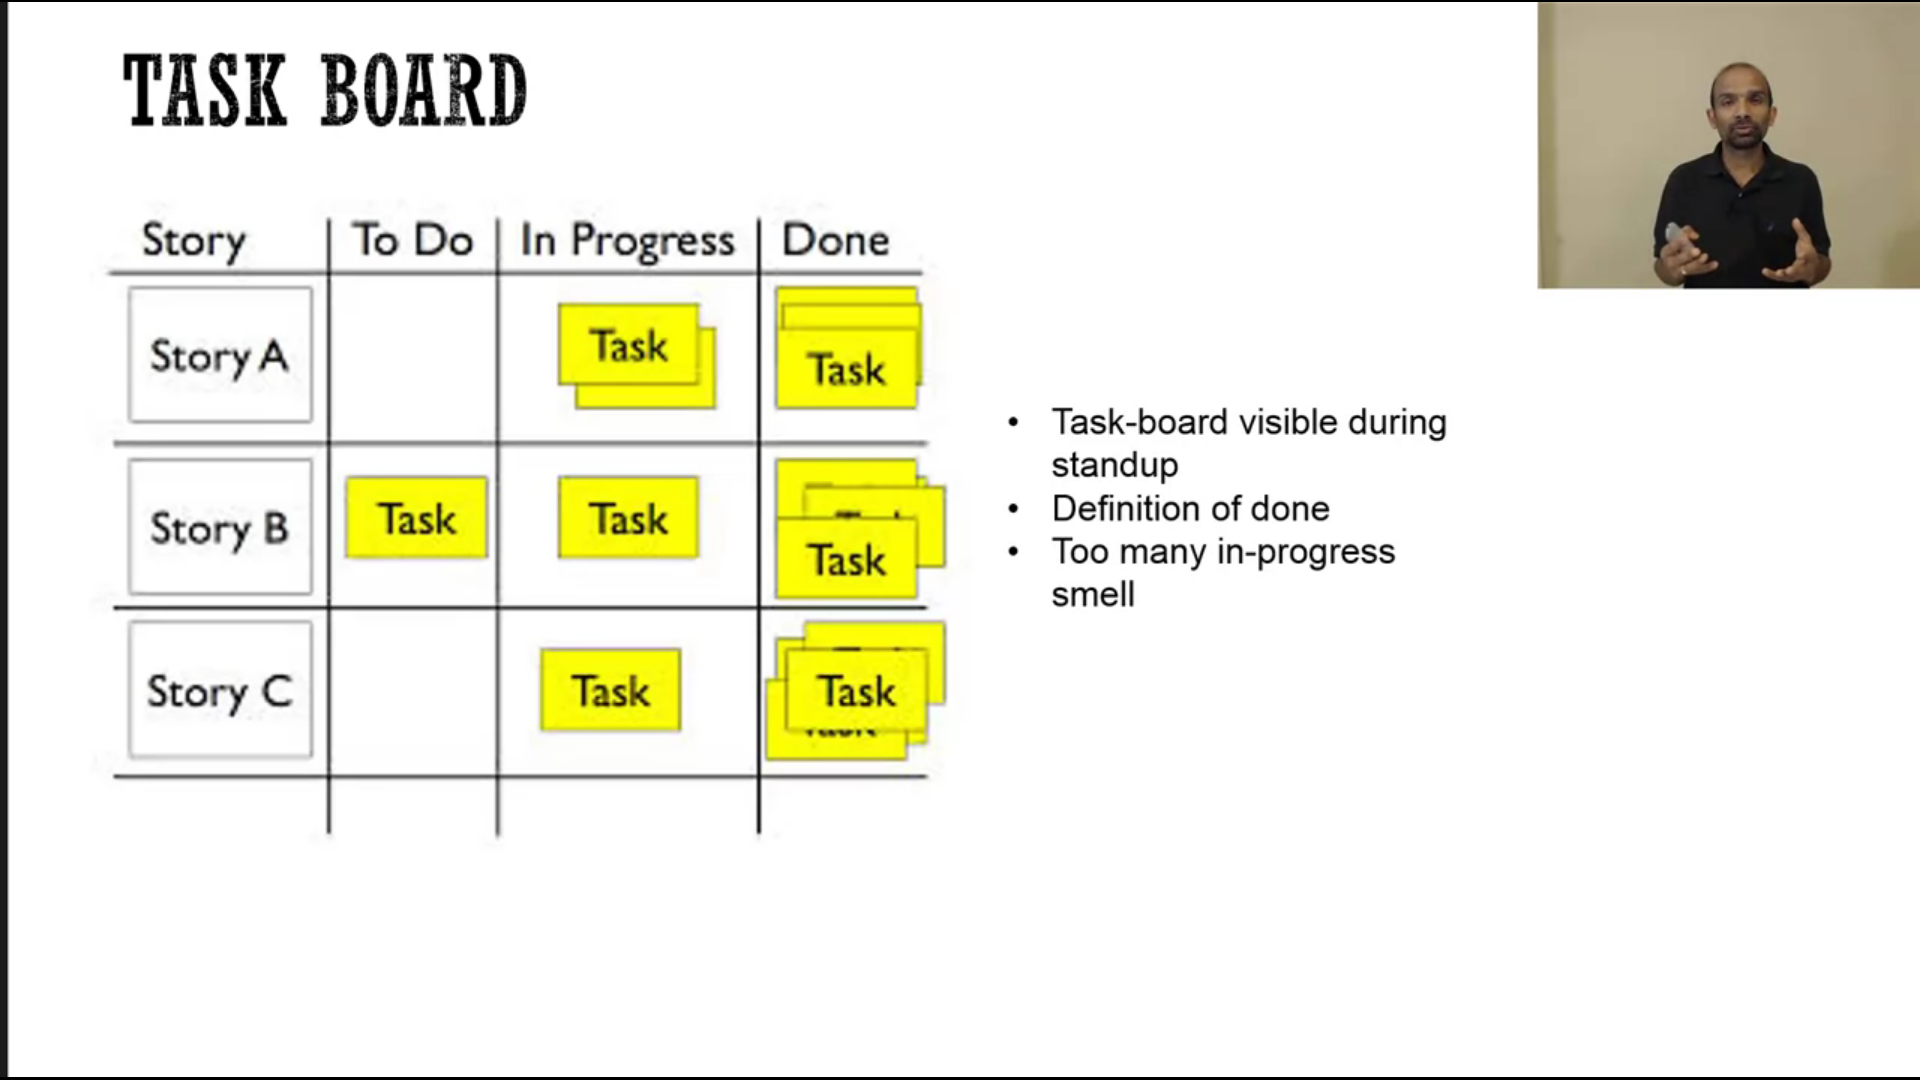 TASK BOARD
Story To Do In Progress Done
Story A Task Task
Story B Task Task Task
Story C Task Task
• Task-board visible during
standup
• Definition of done
• Too many in-progress
smell